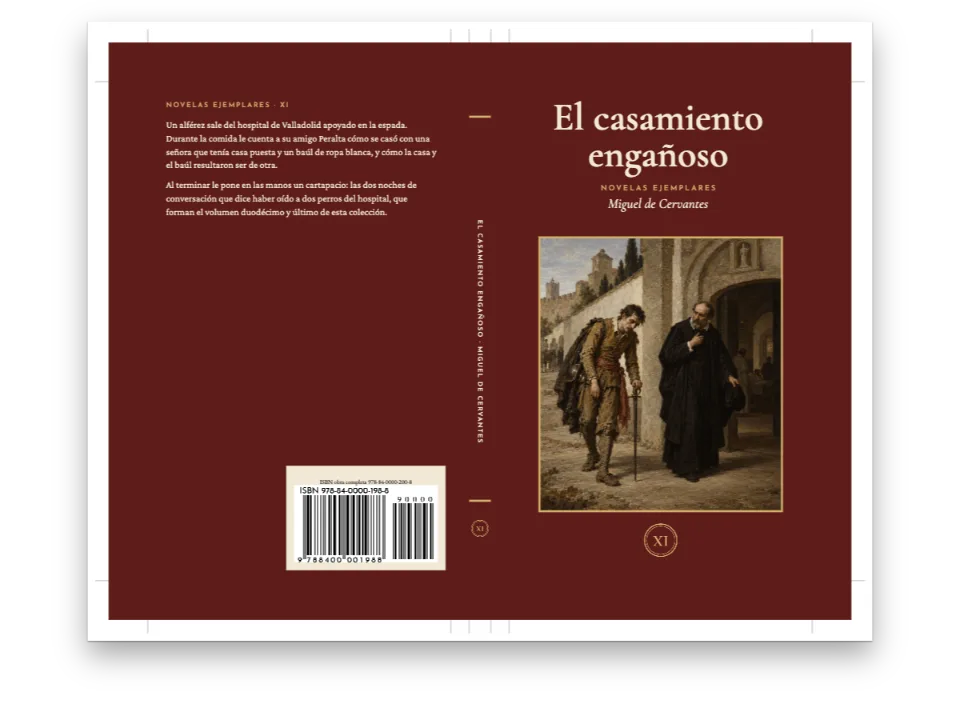 NOVELAS EJEMPLARES · XI
Un alférez sale del hospital de Valladolid apoyado en la espada.
Durante la comida le cuenta a su amigo Peralta cómo se casó con una
señora que tenía casa puesta y un baúl de ropa blanca, y cómo la casa y
el baúl resultaron ser de otra.
Al terminar le pone en las manos un cartapacio: las dos noches de
conversación que dice haber oído a dos perros del hospital, que
forman el volumen duodécimo y último de esta colección.
ISBN obra completa 978-84-0000-200-8
ISBN 978-84-0000-198-8
90000
9 788400 001988
EL CASAMIENTO ENGAÑOSO · MIGUEL DE CERVANTES
XI
El casamiento
engañoso
NOVELAS EJEMPLARES
Miguel de Cervantes
XI